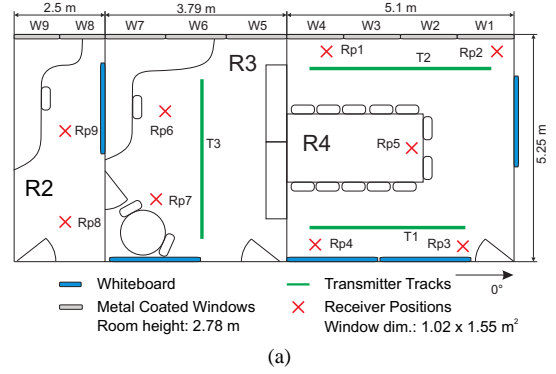 2.5 m 3.79 m 5.1 m
W9 W8 W7 W6 W5 W4 W3 W2 W1
R3 Rp1 T2 Rp2
Rp9 Rp6 T3 R4 Rp5 5.25 m
R2 Rp7
Rp8 T1
Rp4 Rp3
Whiteboard Transmitter Tracks 0°
Metal Coated Windows Receiver Positions
Room height: 2.78 m Window dim.: 1.02 x 1.55 m²
(a)